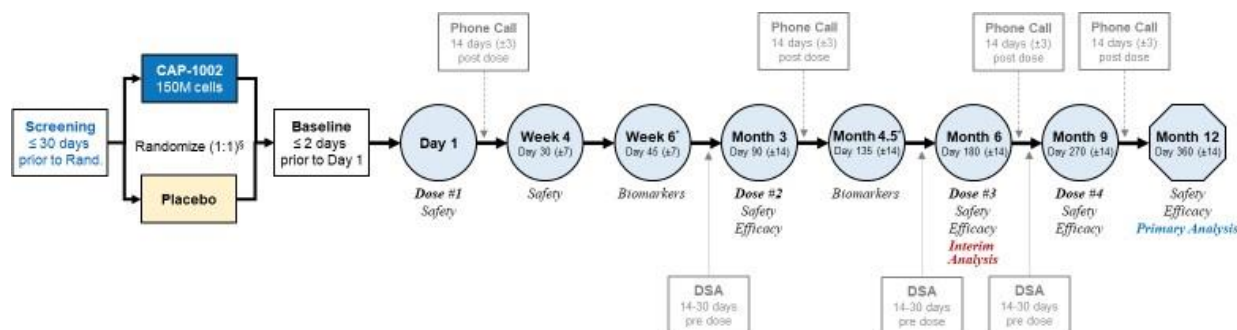 Phone Call
14 days (±3)
post dose
Phone Call
14 days (±3)
post dose
Phone Call
14 days (±3)
post dose
Phone Call
14 days (±3)
post dose
CAP-1002
150M cells
Screening
≤ 30 days
prior to Rand.
Randomize (1:1)§
Placebo
Baseline
≤ 2 days
prior to Day 1
Day 1
Dose #1
Safety
Week 4
Day 30 (±7)
Safety
Week 6*
Day 45 (±7)
Biomarkers
Month 3
Day 90 (±14)
Dose #2
Safety
Efficacy
Month 4.5*
Day 135 (±14)
Biomarkers
Month 6
Day 180 (±14)
Dose #3
Safety
Efficacy
Interim
Analysis
Month 9
Day 270 (±14)
Dose #4
Safety
Efficacy
Month 12
Day 360 (±14)
Safety
Efficacy
Primary Analysis
DSA
14-30 days
pre dose
DSA
14-30 days
pre dose
DSA
14-30 days
pre dose